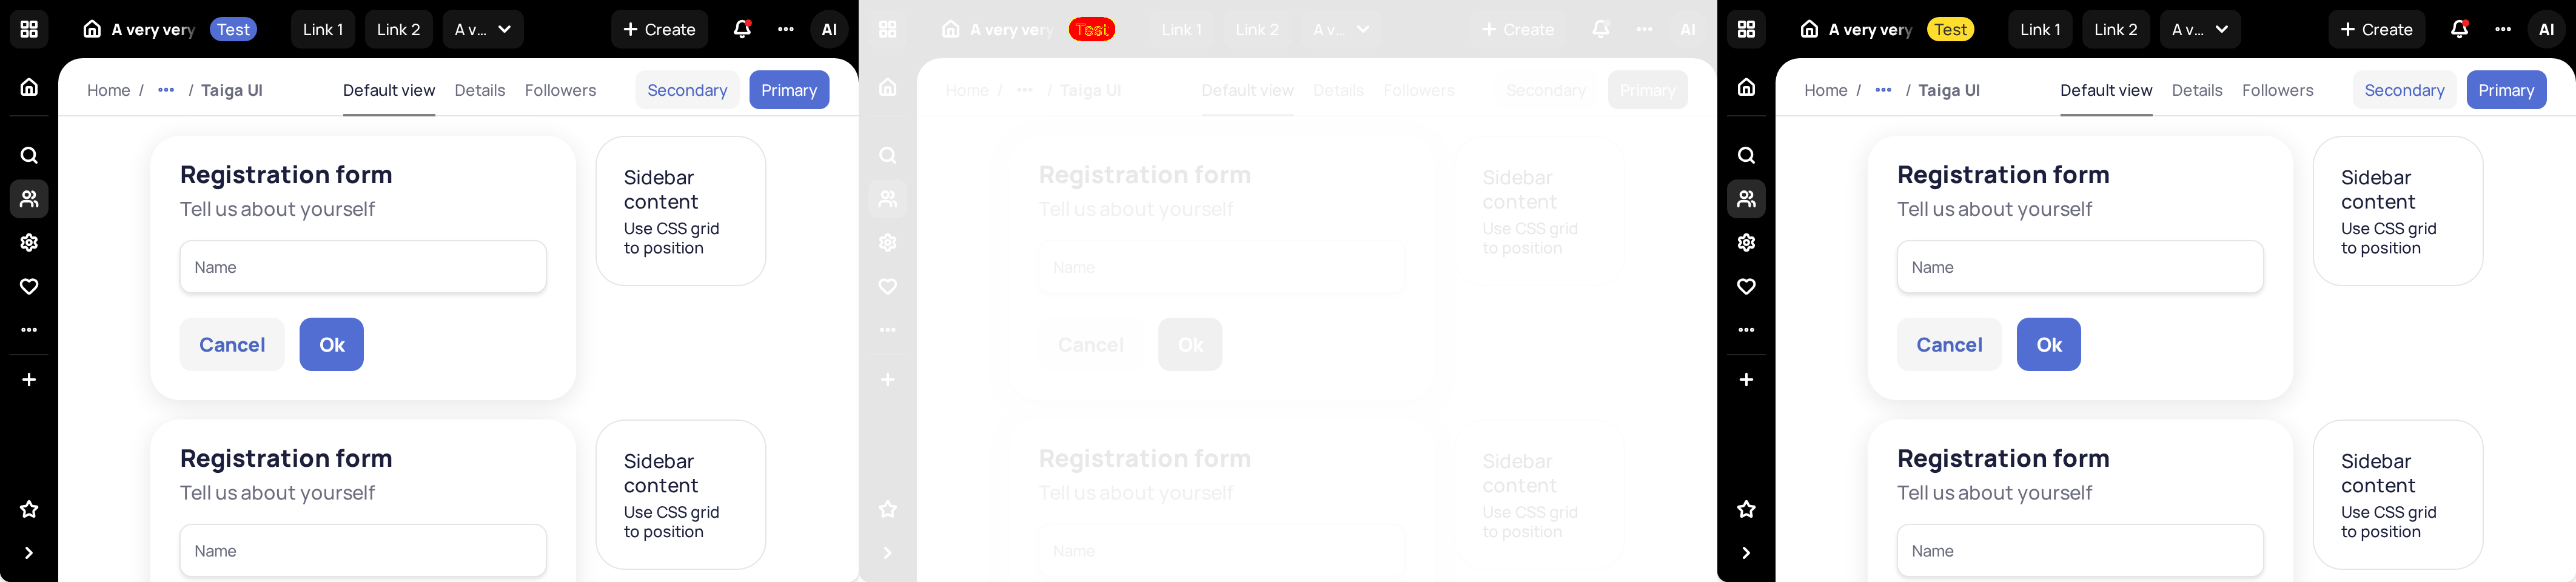 A very very Test Link 1 Link 2 A v... Create AI
Home / ... / Taiga UI Default view Details Followers Secondary Primary
Registration form
Tell us about yourself
Name
Cancel Ok
Sidebar
content
Use CSS grid
to position
Registration form
Tell us about yourself
Name
Sidebar
content
Use CSS grid
to position
A very very Test Link 1 Link 2 A v... Create AI
Home / ... / Taiga UI Default view Details Followers Secondary Primary
Registration form
Tell us about yourself
Name
Cancel Ok
Sidebar
content
Use CSS grid
to position
Registration form
Tell us about yourself
Name
Sidebar
content
Use CSS grid
to position
A very very Test Link 1 Link 2 A v... Create AI
Home / ... / Taiga UI Default view Details Followers Secondary Primary
Registration form
Tell us about yourself
Name
Cancel Ok
Sidebar
content
Use CSS grid
to position
Registration form
Tell us about yourself
Name
Sidebar
content
Use CSS grid
to position